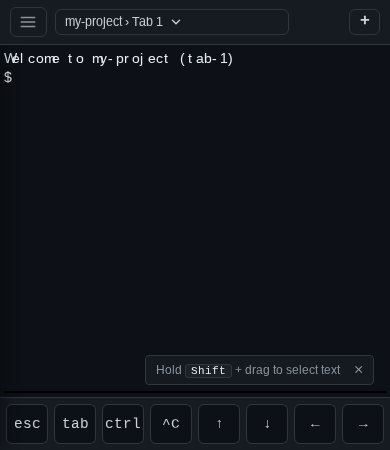 my-project › Tab 1
+
Welcome to my-project (tab-1)
$
Hold Shift + drag to select text ×
esc tab ctrl ^C ↑ ↓ ← →